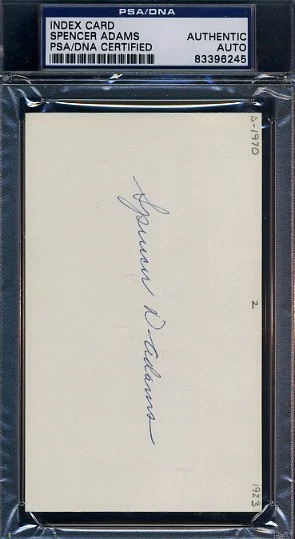 PSA/DNA
INDEX CARD
SPENCER ADAMS
PSA/DNA CERTIFIED
AUTHENTIC
AUTO
83396245
D-1970
Spencer D. Adams
2
1923